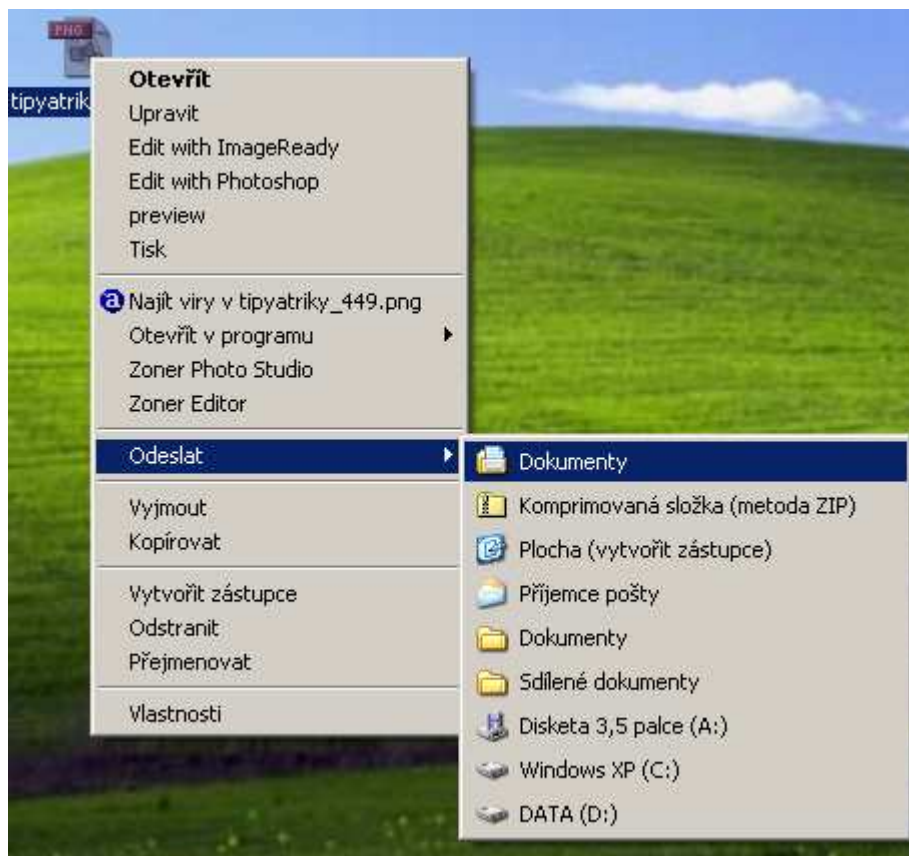 PNG
tipyatrik
Otevřít
Upravit
Edit with ImageReady
Edit with Photoshop
preview
Tisk
Najít viry v tipyatriky_449.png
Otevřít v programu
Zoner Photo Studio
Zoner Editor
Odeslat
Vyjmout
Kopírovat
Vytvořit zástupce
Odstranit
Přejmenovat
Vlastnosti
Dokumenty
Komprimovaná složka (metoda ZIP)
Plocha (vytvořit zástupce)
Příjemce pošty
Dokumenty
Sdílené dokumenty
Disketa 3,5 palce (A:)
Windows XP (C:)
DATA (D:)